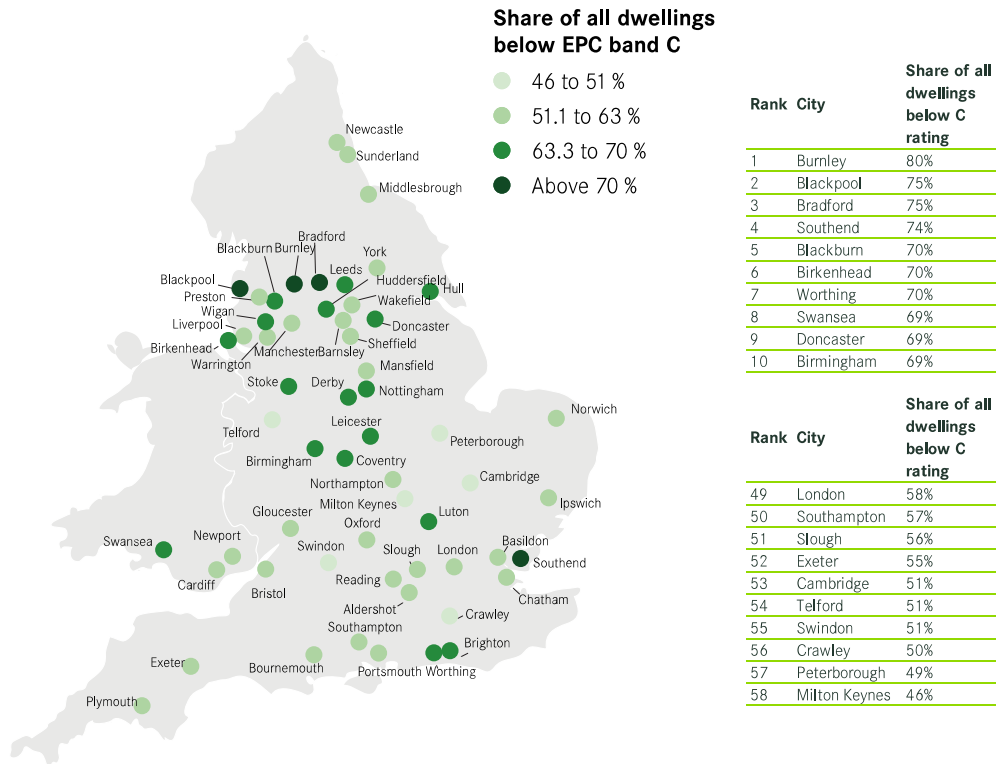 Share of all dwellings
below EPC band C
46 to 51 %
51.1 to 63 %
63.3 to 70 %
Above 70 %
Newcastle
Sunderland
Middlesbrough
Bradford
Blackburn Burnley
York
Leeds
Huddersfield
Blackpool
Hull
Preston
Wakefield
Wigan
Liverpool
Doncaster
Birkenhead
Manchester
Barnsley
Sheffield
Warrington
Mansfield
Stoke
Derby
Nottingham
Norwich
Leicester
Telford
Peterborough
Birmingham
Coventry
Cambridge
Northampton
Milton Keynes
Ipswich
Gloucester
Luton
Oxford
Swansea
Newport
Swindon
Slough
London
Basildon
Southend
Cardiff
Bristol
Reading
Chatham
Aldershot
Crawley
Southampton
Brighton
Exeter
Bournemouth
Portsmouth
Worthing
Plymouth
Rank City Share of all
dwellings
below C
rating
1 Burnley 80%
2 Blackpool 75%
3 Bradford 75%
4 Southend 74%
5 Blackburn 70%
6 Birkenhead 70%
7 Worthing 70%
8 Swansea 69%
9 Doncaster 69%
10 Birmingham 69%
Rank City Share of all
dwellings
below C
rating
49 London 58%
50 Southampton 57%
51 Slough 56%
52 Exeter 55%
53 Cambridge 51%
54 Telford 51%
55 Swindon 51%
56 Crawley 50%
57 Peterborough 49%
58 Milton Keynes 46%